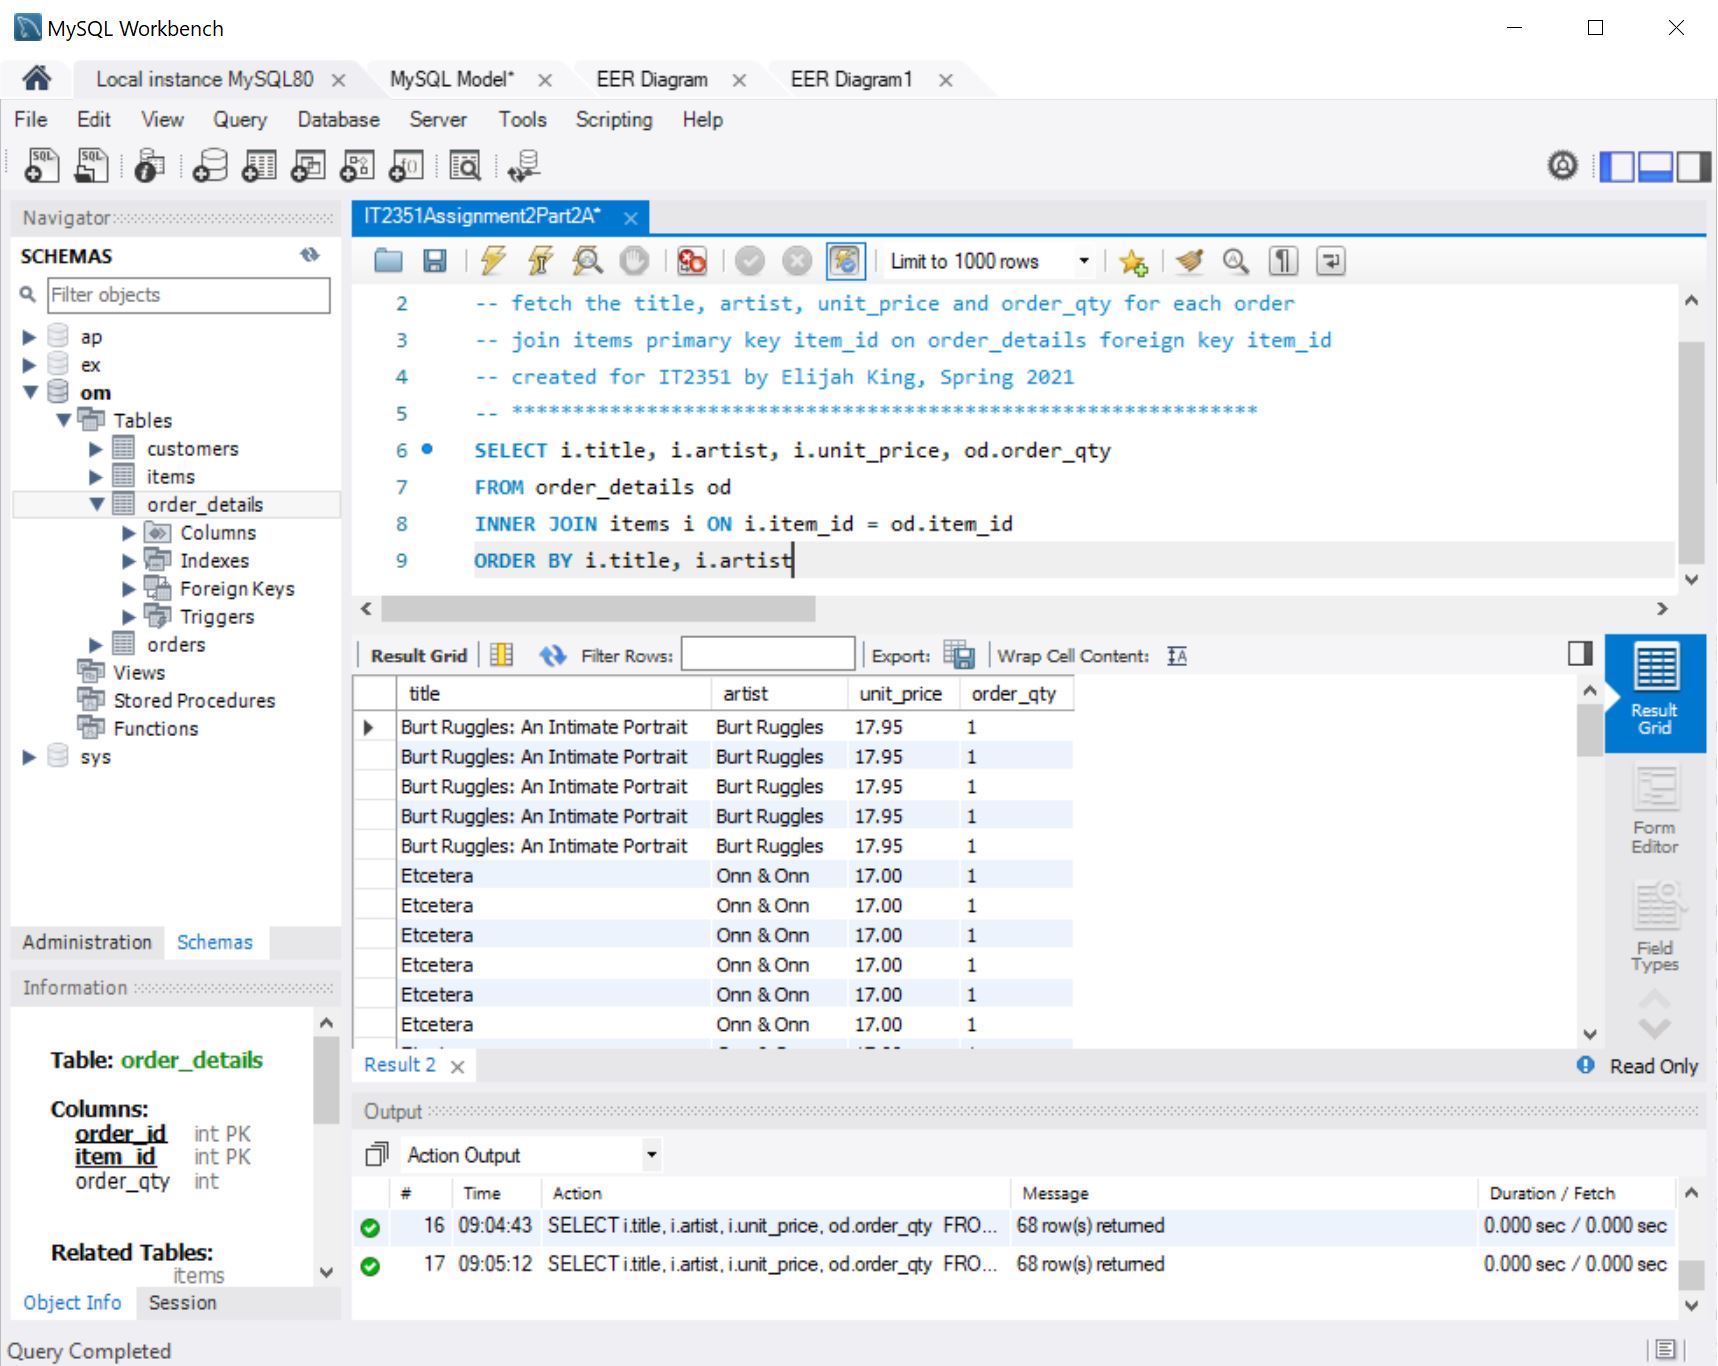 MySQL Workbench
Local instance MySQL80
MySQL Model*
EER Diagram
EER Diagram1
File Edit View Query Database Server Tools Scripting Help
Navigator
SCHEMAS
Filter objects
ap
ex
om
Tables
customers
items
order_details
Columns
Indexes
Foreign Keys
Triggers
orders
Views
Stored Procedures
Functions
sys
Administration Schemas
Information
Table: order_details
Columns:
order_id int PK
item_id int PK
order_qty int
Related Tables:
items
Object Info Session
IT2351Assignment2Part2A*
Limit to 1000 rows
2 -- fetch the title, artist, unit_price and order_qty for each order
3 -- join items primary key item_id on order_details foreign key item_id
4 -- created for IT2351 by Elijah King, Spring 2021
5 -- *************************************************************
6 SELECT i.title, i.artist, i.unit_price, od.order_qty
7 FROM order_details od
8 INNER JOIN items i ON i.item_id = od.item_id
9 ORDER BY i.title, i.artist
Result Grid Filter Rows: Export: Wrap Cell Content:
title artist unit_price order_qty
Burt Ruggles: An Intimate Portrait Burt Ruggles 17.95 1
Burt Ruggles: An Intimate Portrait Burt Ruggles 17.95 1
Burt Ruggles: An Intimate Portrait Burt Ruggles 17.95 1
Burt Ruggles: An Intimate Portrait Burt Ruggles 17.95 1
Burt Ruggles: An Intimate Portrait Burt Ruggles 17.95 1
Etcetera Onn & Onn 17.00 1
Etcetera Onn & Onn 17.00 1
Etcetera Onn & Onn 17.00 1
Etcetera Onn & Onn 17.00 1
Etcetera Onn & Onn 17.00 1
Etcetera Onn & Onn 17.00 1
Result Grid
Form Editor
Field Types
Result 2
Read Only
Output
Action Output
# Time Action Message Duration / Fetch
16 09:04:43 SELECT i.title, i.artist, i.unit_price, od.order_qty FRO... 68 row(s) returned 0.000 sec / 0.000 sec
17 09:05:12 SELECT i.title, i.artist, i.unit_price, od.order_qty FRO... 68 row(s) returned 0.000 sec / 0.000 sec
Query Completed